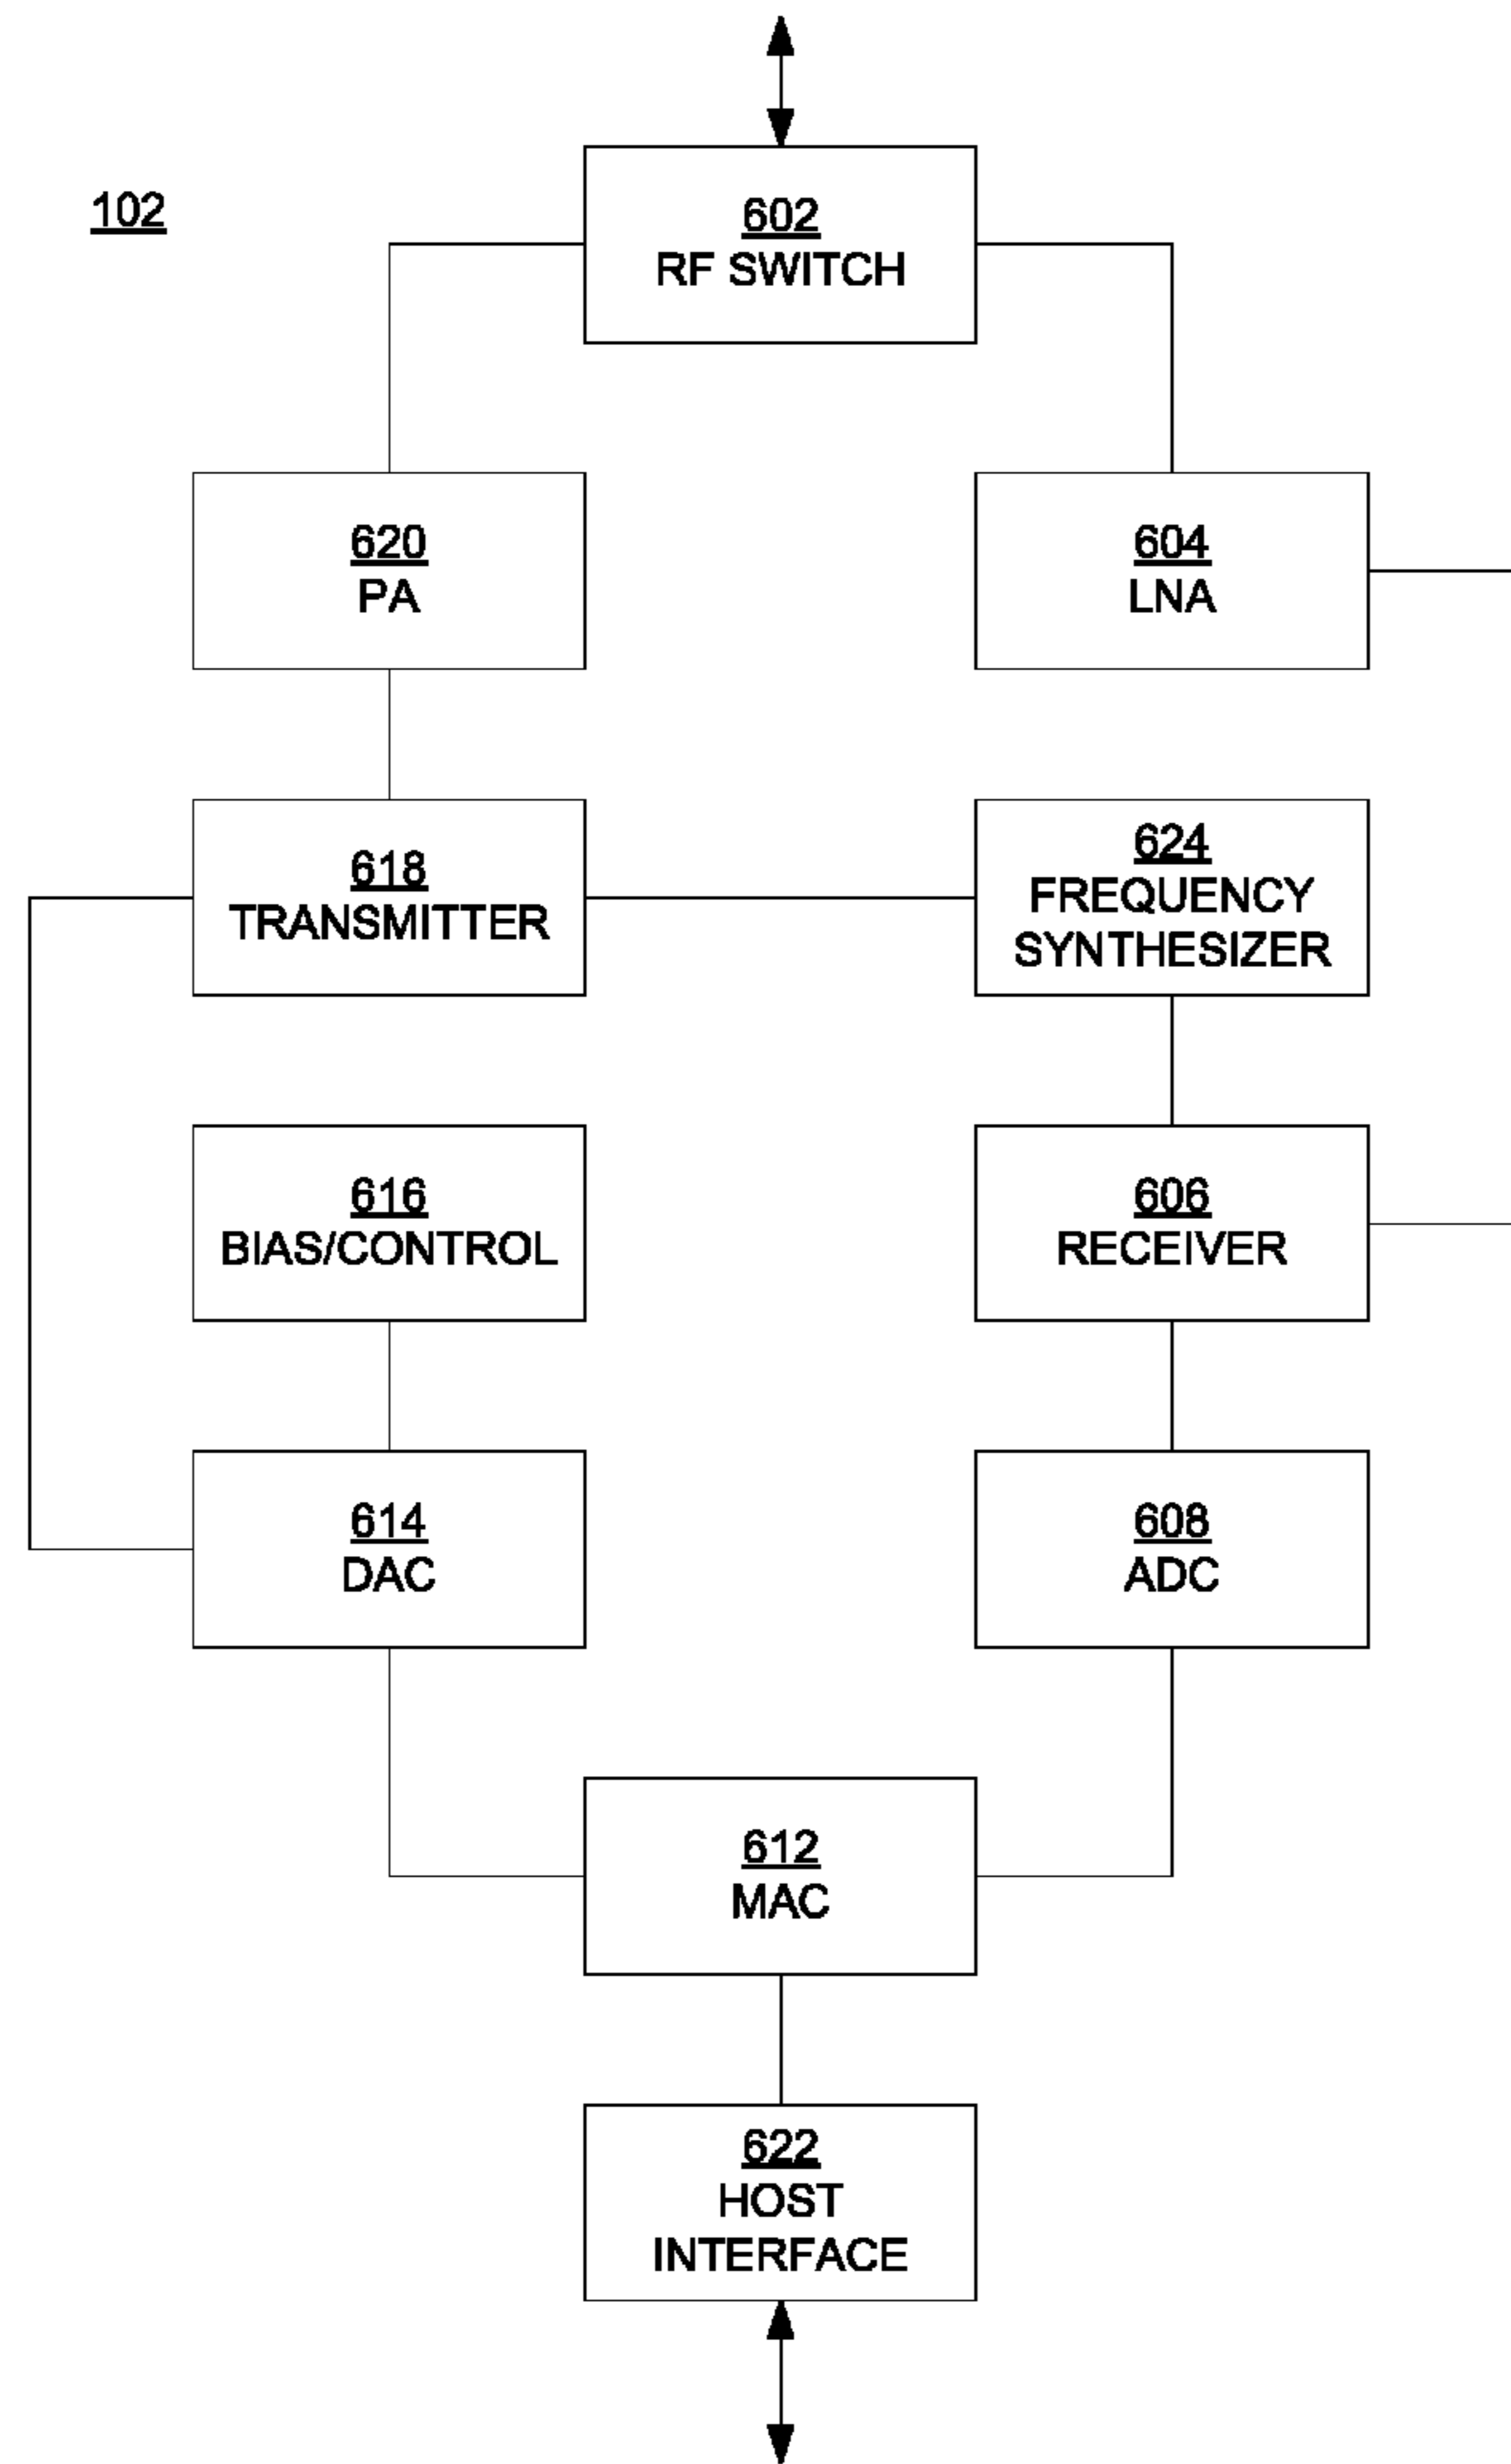 102
602
RF SWITCH
620
PA
604
LNA
618
TRANSMITTER
624
FREQUENCY
SYNTHESIZER
616
BIAS/CONTROL
606
RECEIVER
614
DAC
608
ADC
612
MAC
622
HOST
INTERFACE